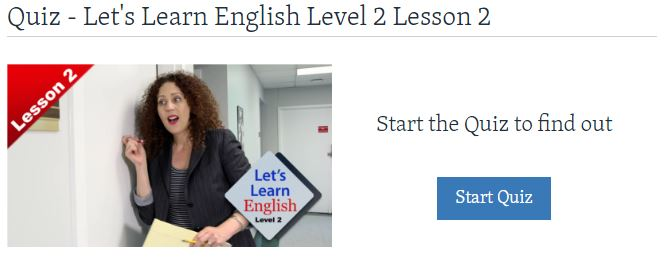 Quiz - Let's Learn English Level 2 Lesson 2
Lesson 2
Let's
Learn
English
Level 2
Start the Quiz to find out
Start Quiz